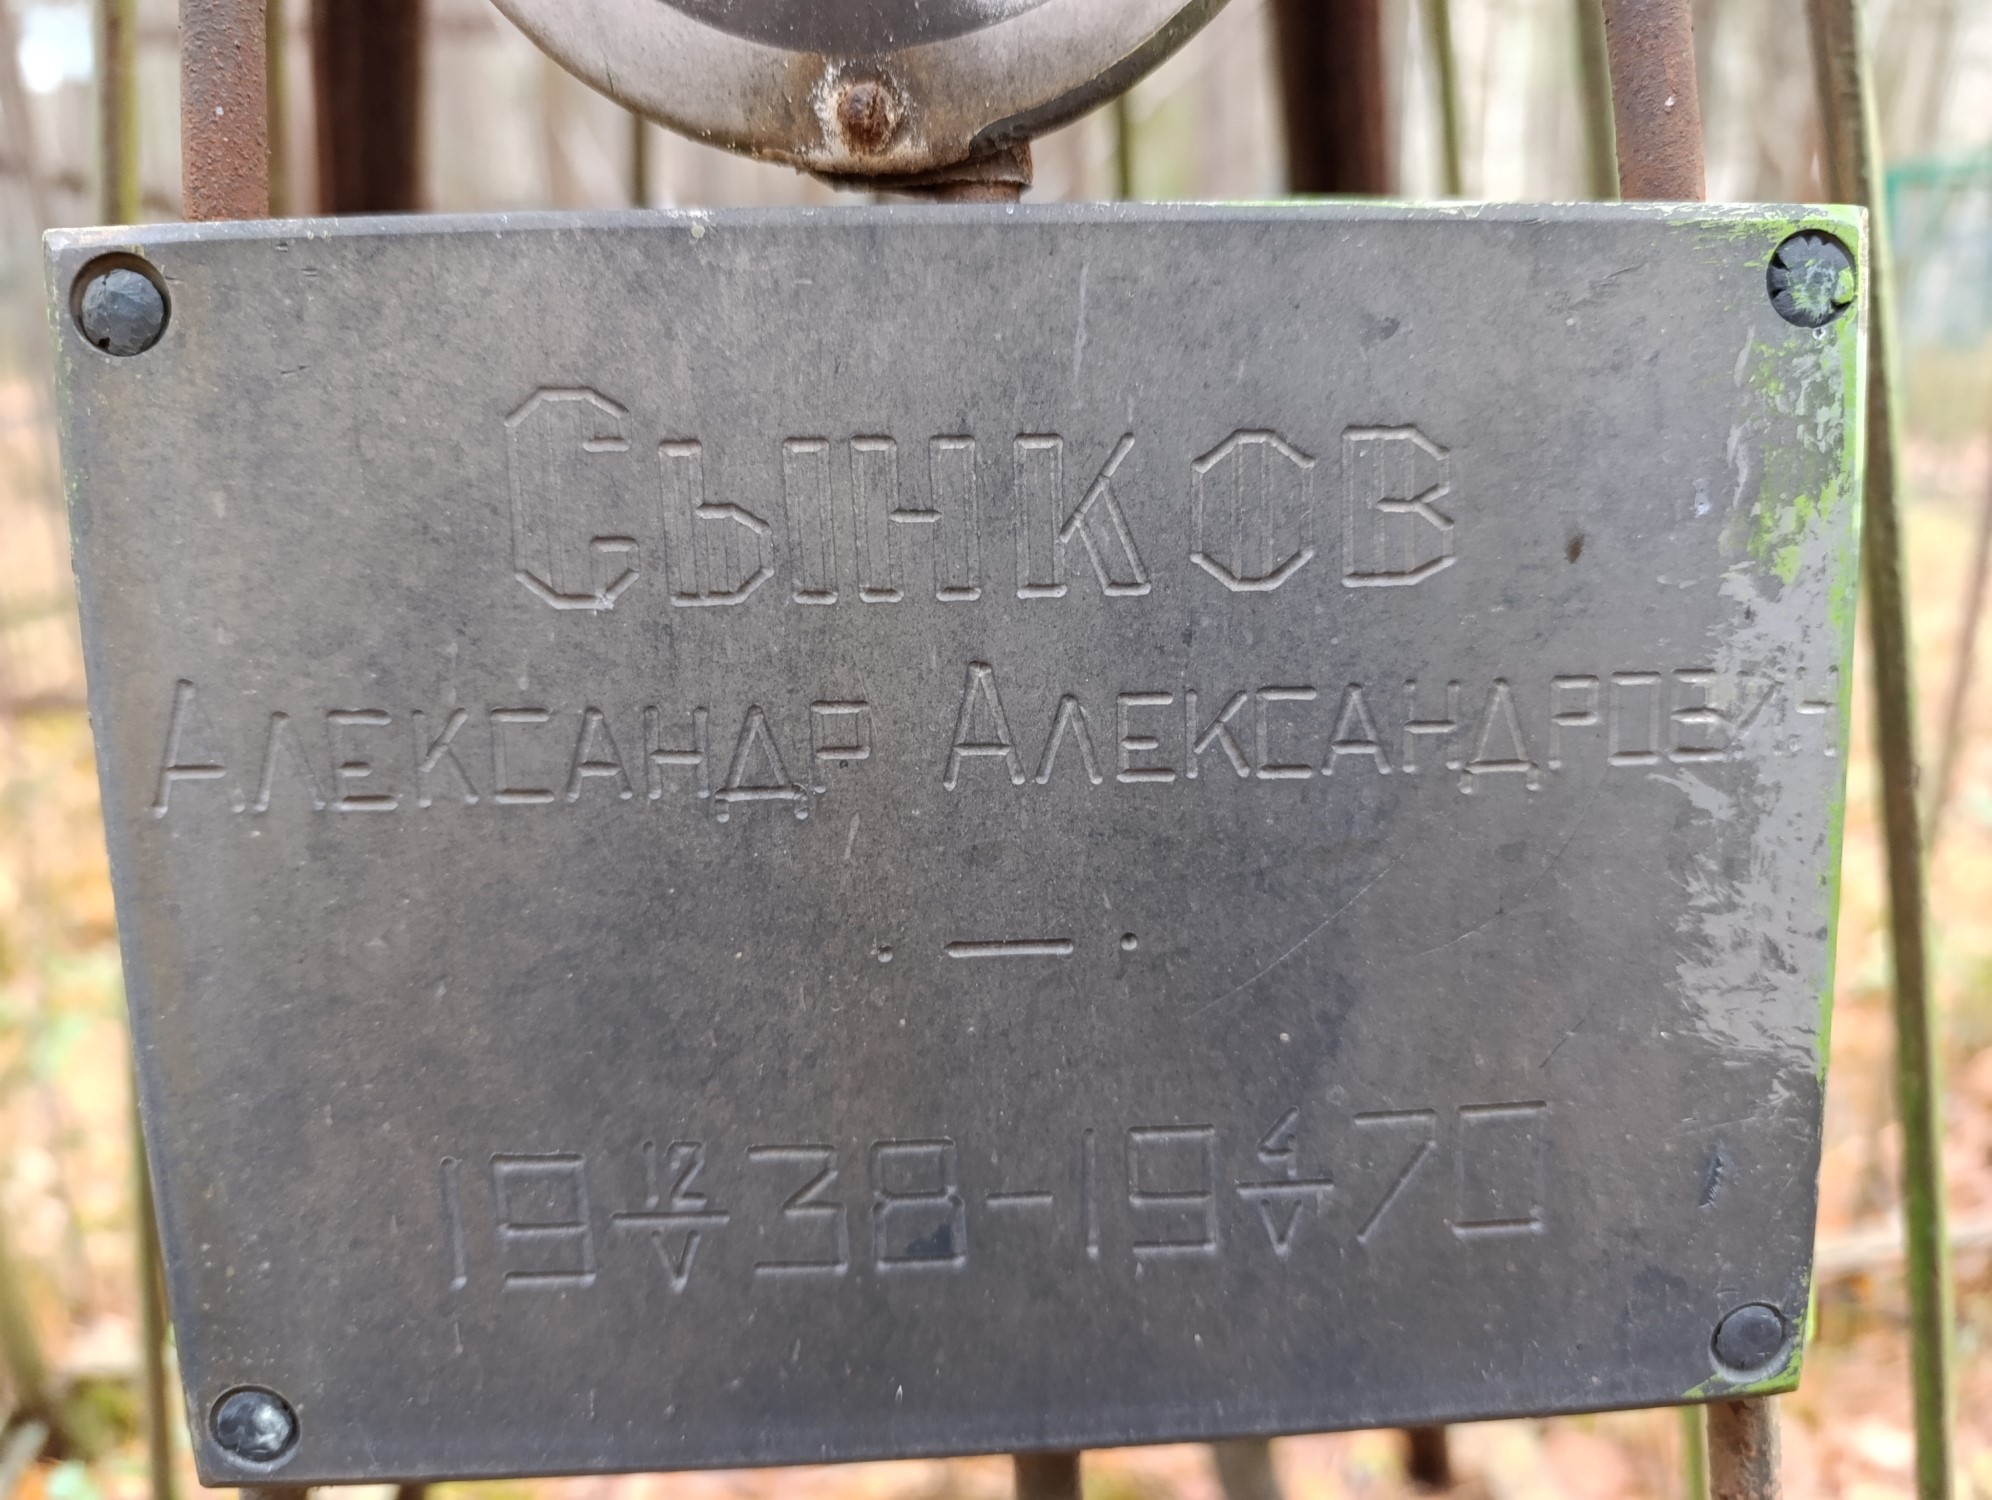 Сынков
Александр Александрович
. — .
19 12/V 38 - 19 4/V 70